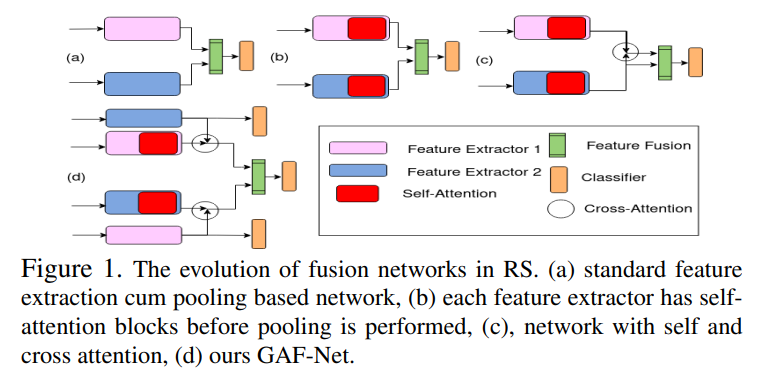 (a)
(b)
(c)
(d)
Feature Extractor 1
Feature Extractor 2
Self-Attention
Feature Fusion
Classifier
Cross-Attention
Figure 1. The evolution of fusion networks in RS. (a) standard feature
extraction cum pooling based network, (b) each feature extractor has self-
attention blocks before pooling is performed, (c), network with self and
cross attention, (d) ours GAF-Net.